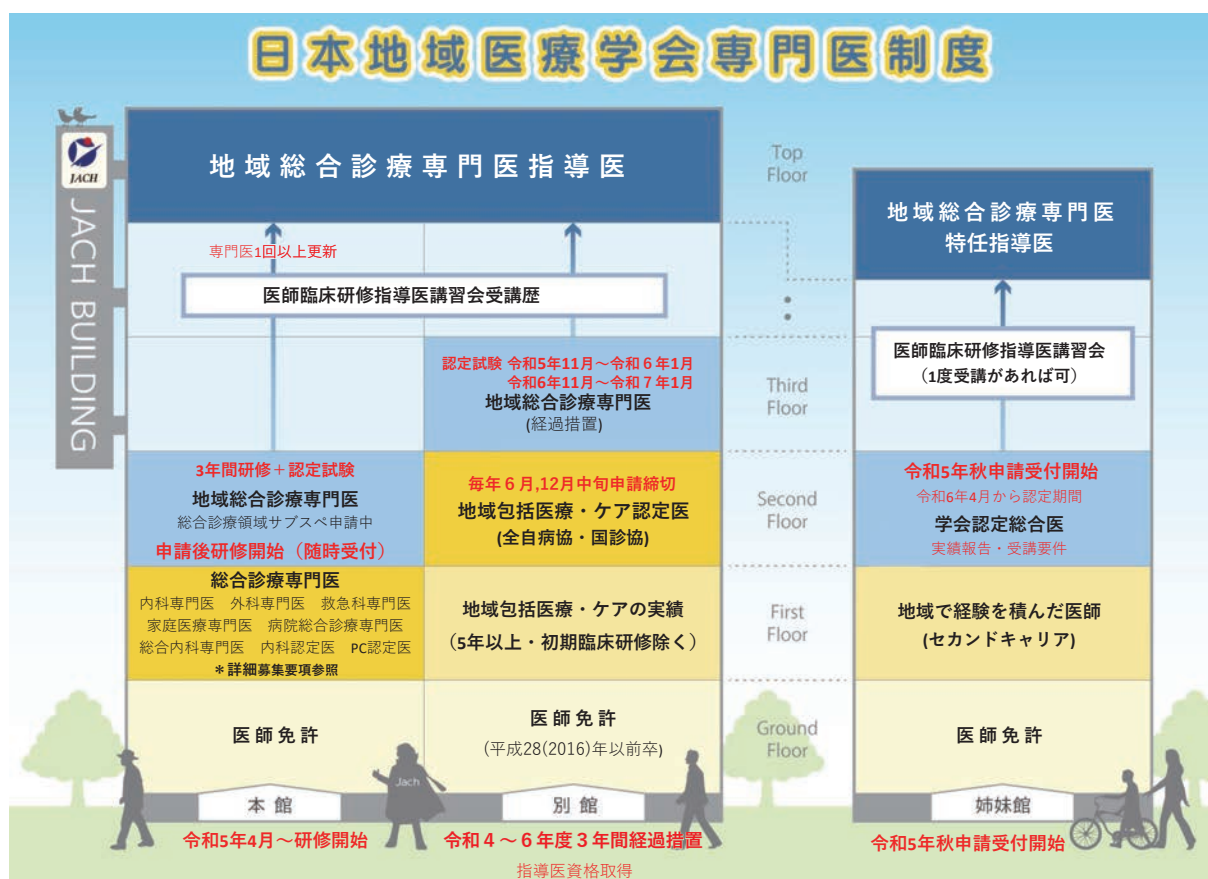 日本地域医療学会専門医制度
JACH
JACH BUILDING
地域総合診療専門医指導医
専門医1回以上更新
医師臨床研修指導医講習会受講歴
認定試験 令和5年11月～令和６年1月
令和6年11月～令和７年1月
地域総合診療専門医
(経過措置)
3年間研修＋認定試験
地域総合診療専門医
総合診療領域サブスペ申請中
申請後研修開始（随時受付）
毎年６月,12月中旬申請締切
地域包括医療・ケア認定医
(全自病協・国診協)
総合診療専門医
内科専門医　外科専門医　救急科専門医
家庭医療専門医　病院総合診療専門医
総合内科専門医　内科認定医　PC認定医
＊詳細募集要項参照
地域包括医療・ケアの実績
（5年以上・初期臨床研修除く）
医師免許
医師免許
(平成28(2016)年以前卒)
Jach
本館
別館
令和5年4月～研修開始
令和４～６年度３年間経過措置
指導医資格取得
Top
Floor
Third
Floor
Second
Floor
First
Floor
Ground
Floor
地域総合診療専門医
特任指導医
医師臨床研修指導医講習会
（1度受講があれば可）
令和5年秋申請受付開始
令和6年4月から認定期間
学会認定総合医
実績報告・受講要件
地域で経験を積んだ医師
(セカンドキャリア)
医師免許
姉妹館
令和5年秋申請受付開始